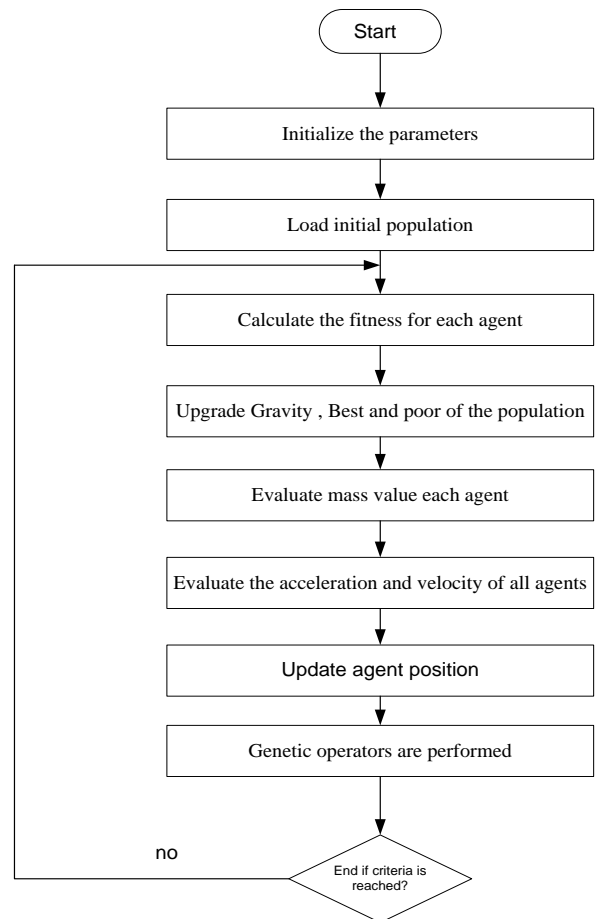 Start
Initialize the parameters
Load initial population
Calculate the fitness for each agent
Upgrade Gravity , Best and poor of the population
Evaluate mass value each agent
Evaluate the acceleration and velocity of all agents
Update agent position
Genetic operators are performed
no
End if criteria is
reached?